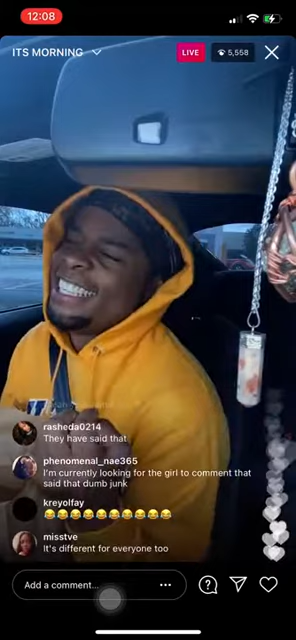 12:08
ITS MORNING
LIVE
5,558
rasheda0214
They have said that
phenomenal_nae365
I'm currently looking for the girl to comment that
said that dumb junk
kreyolfay
😂😂😂😂😂😂😂😂😂😂
misstve
It's different for everyone too
Add a comment...